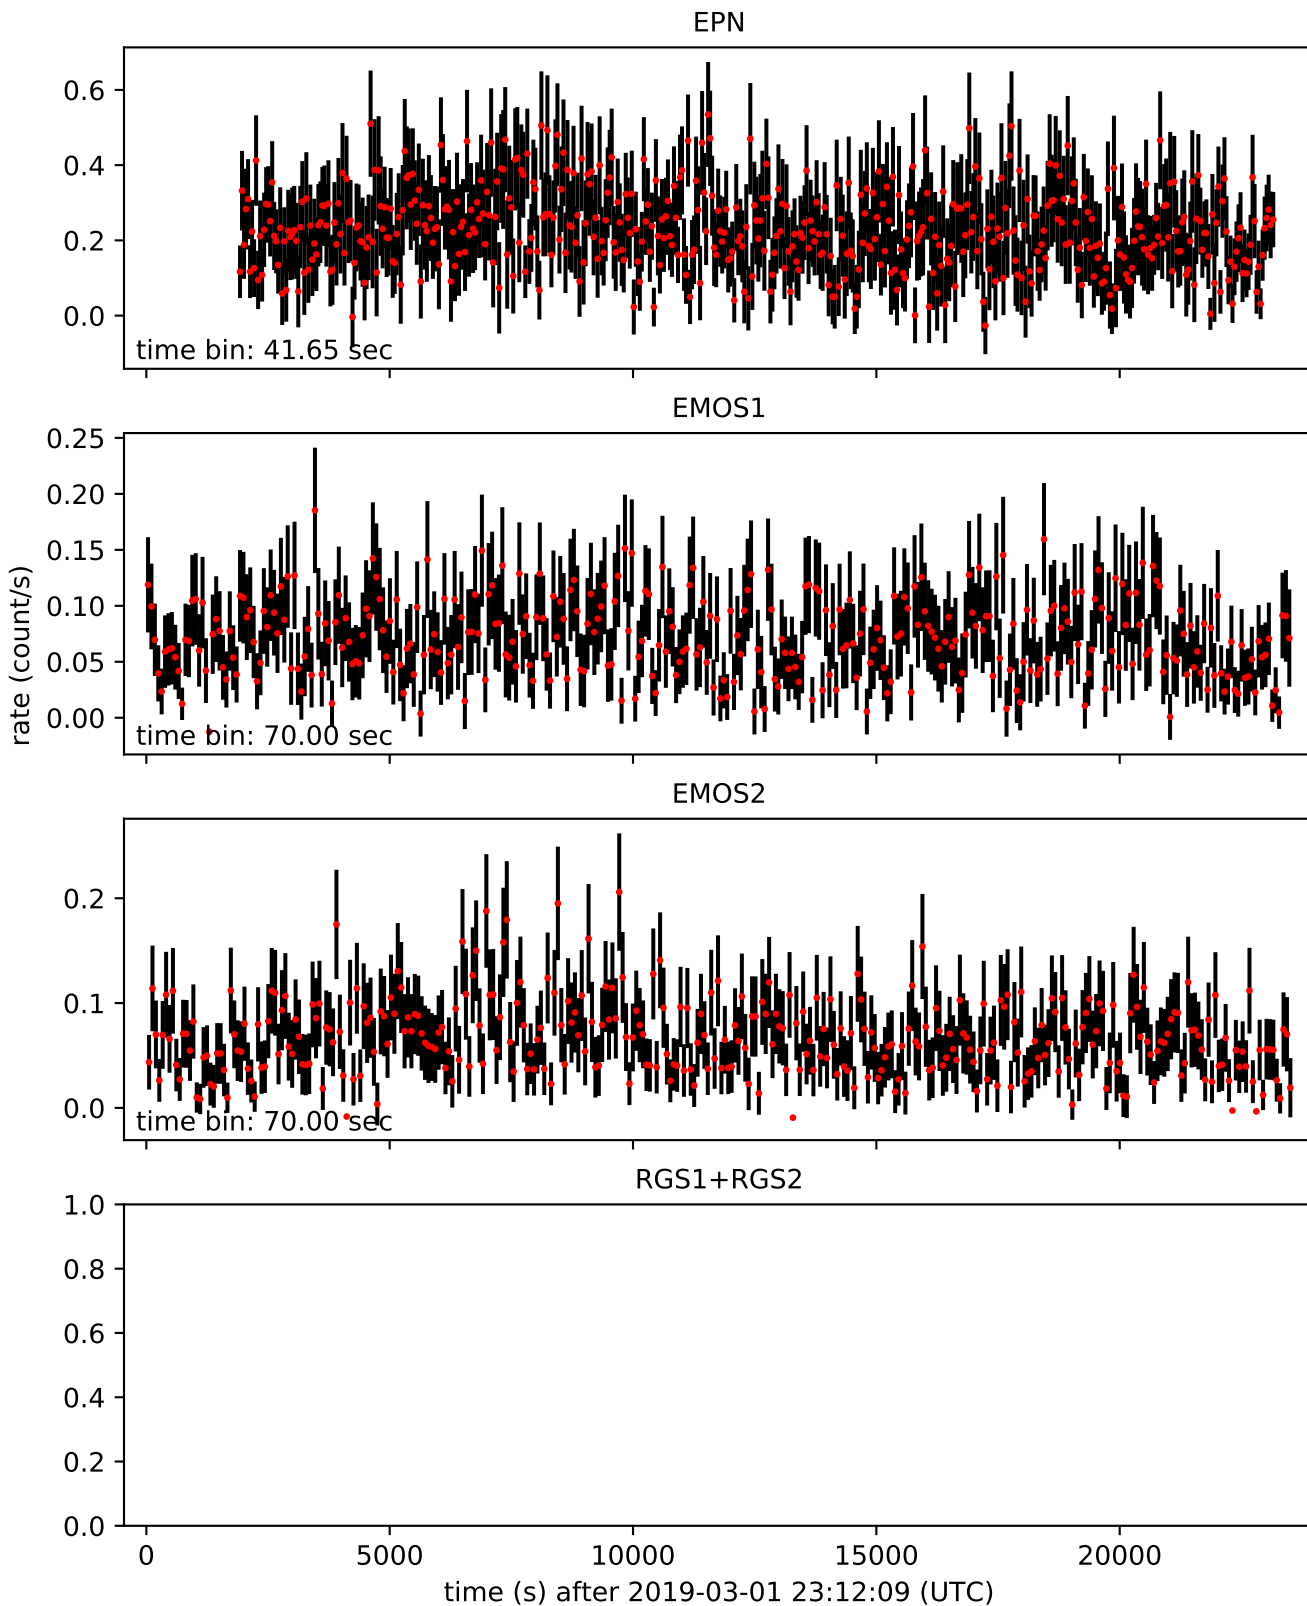 EPN
0.6
0.4
0.2
0.0
time bin: 41.65 sec
EMOS1
0.25
0.20
0.15
0.10
0.05
0.00
rate (count/s)
time bin: 70.00 sec
EMOS2
0.2
0.1
0.0
time bin: 70.00 sec
RGS1+RGS2
1.0
0.8
0.6
0.4
0.2
0.0
0 5000 10000 15000 20000
time (s) after 2019-03-01 23:12:09 (UTC)